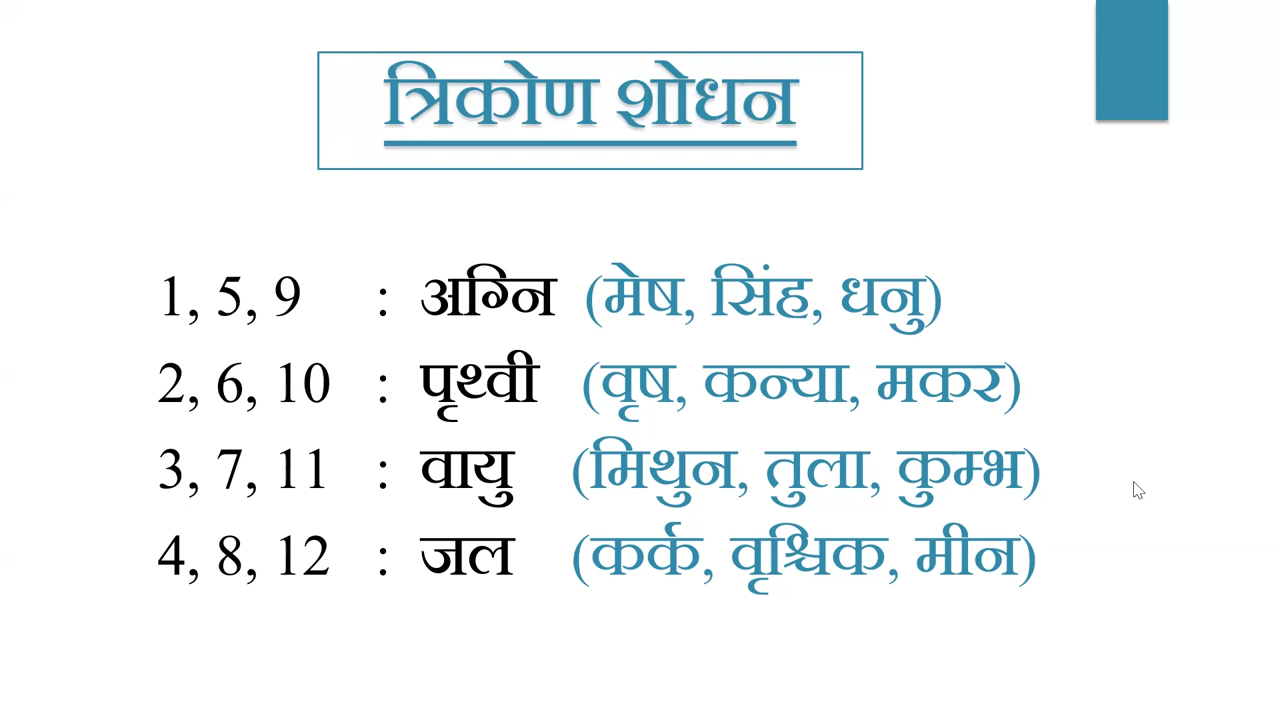 त्रिकोण शोधन
1, 5, 9 : अग्नि (मेष, सिंह, धनु)
2, 6, 10 : पृथ्वी (वृष, कन्या, मकर)
3, 7, 11 : वायु (मिथुन, तुला, कुम्भ)
4, 8, 12 : जल (कर्क, वृश्चिक, मीन)